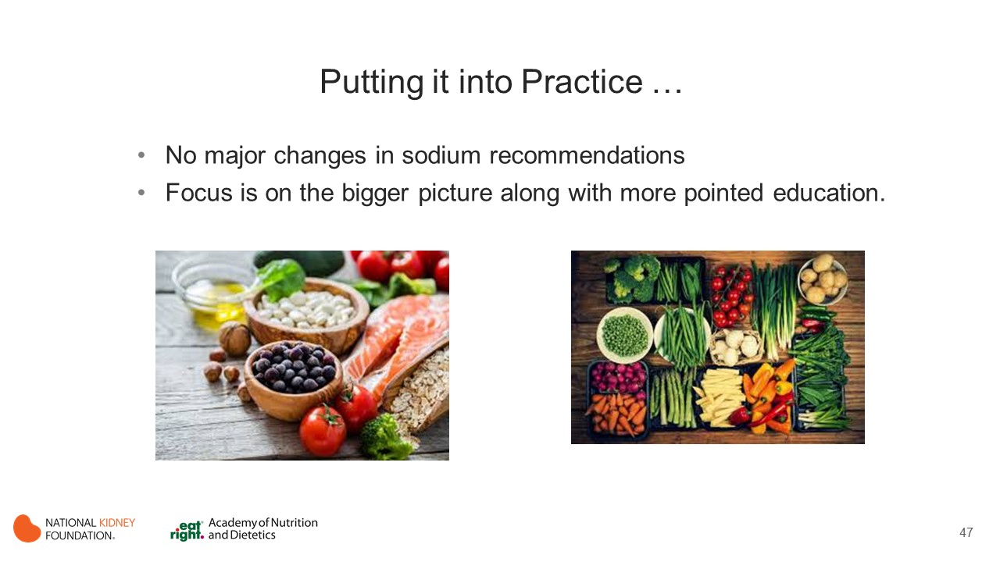 Putting it into Practice …
• No major changes in sodium recommendations
• Focus is on the bigger picture along with more pointed education.
NATIONAL KIDNEY
FOUNDATION®
eat
right.
Academy of Nutrition
and Dietetics
47